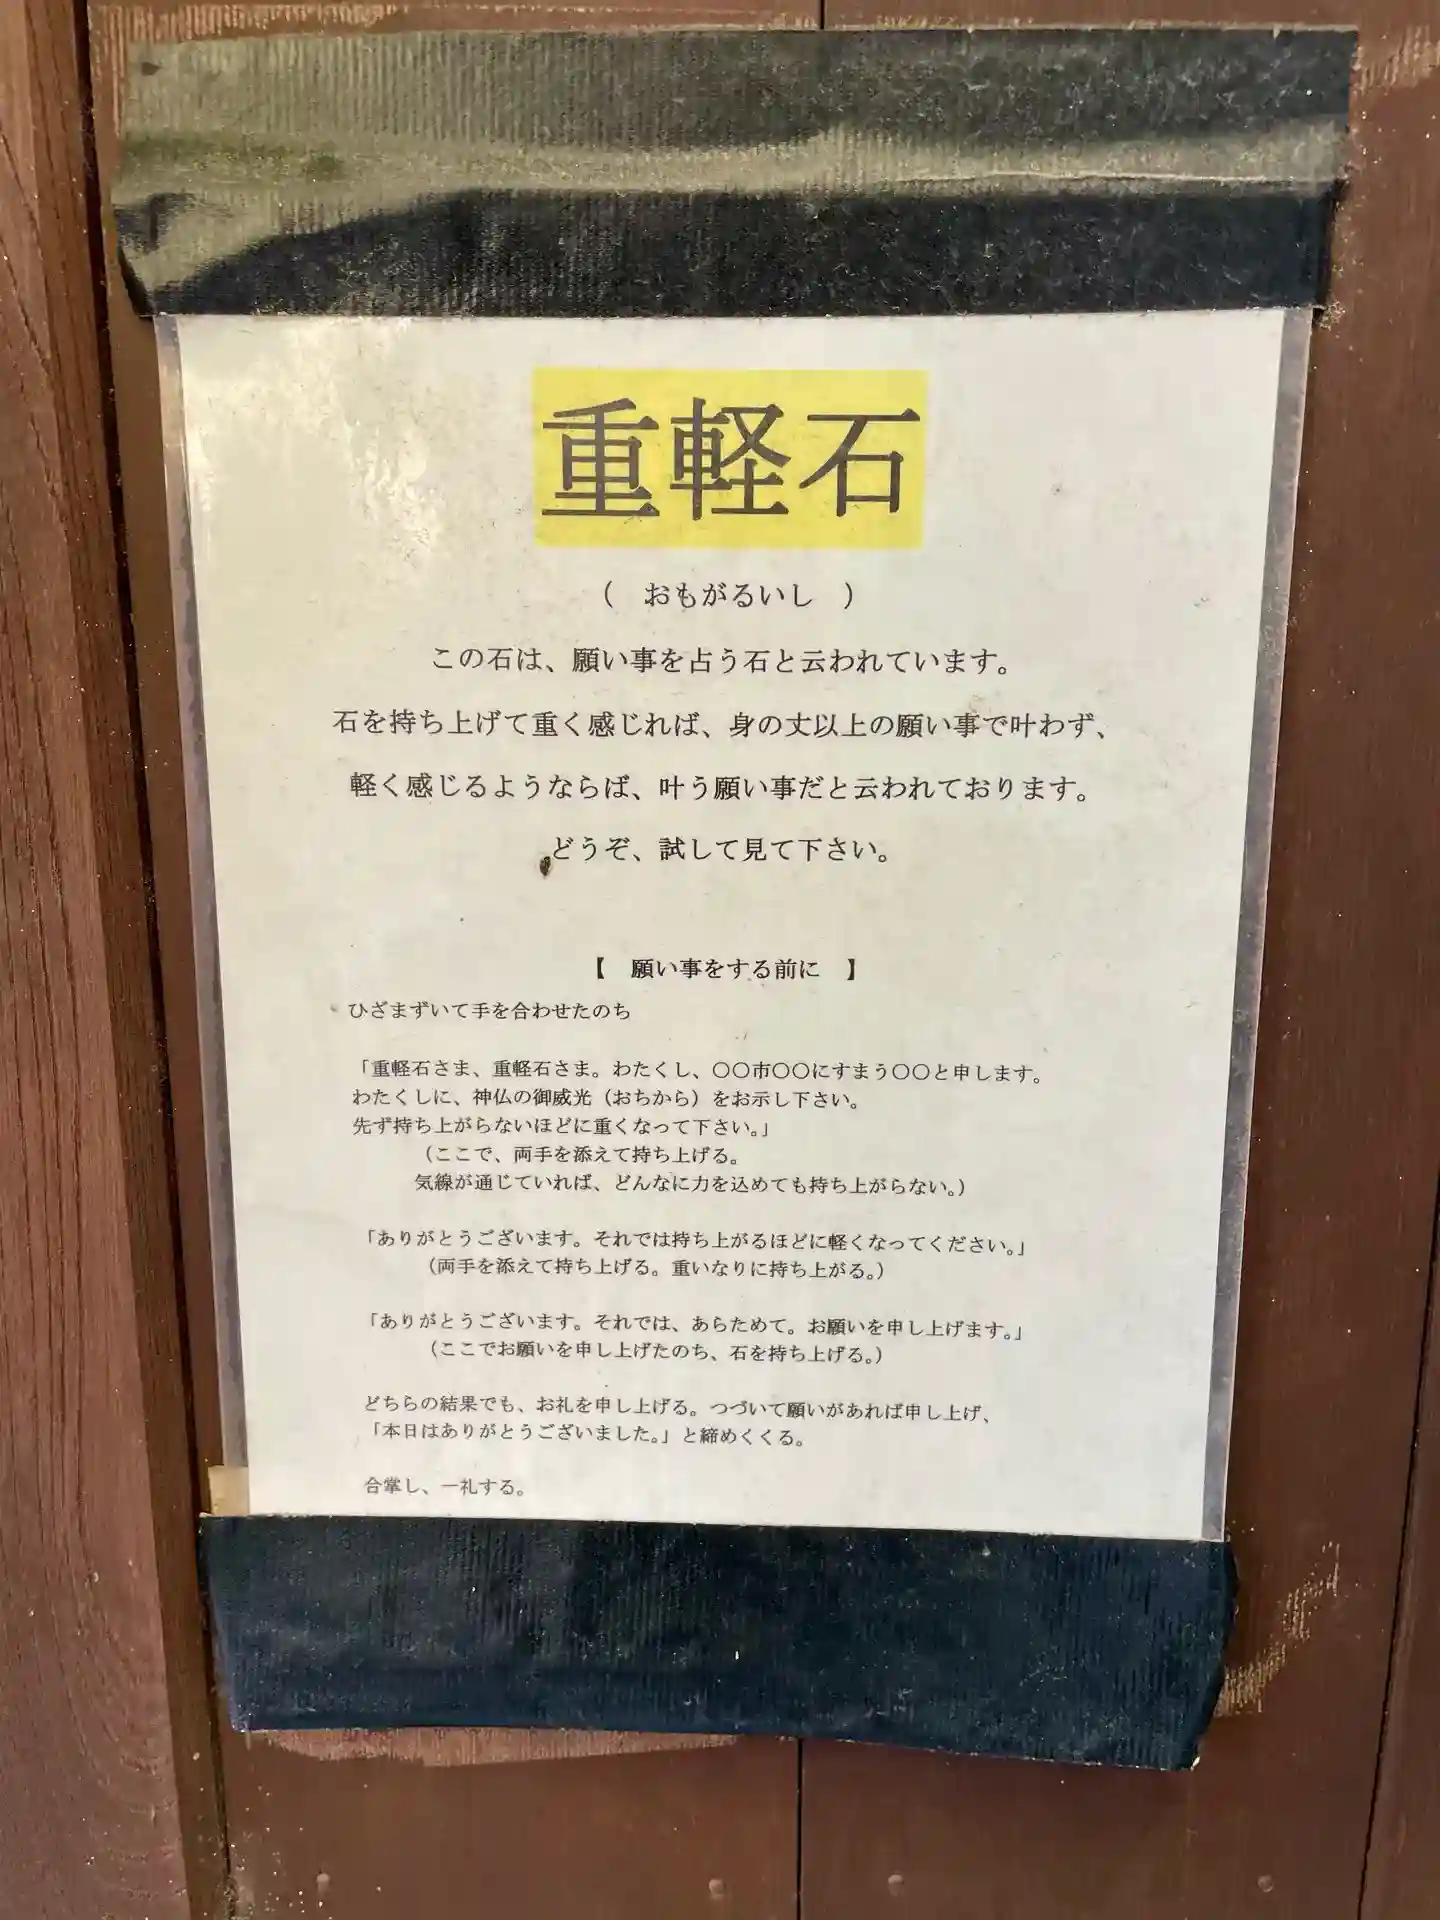 重軽石
（　おもがるいし　）
この石は、願い事を占う石と云われています。
石を持ち上げて重く感じれば、身の丈以上の願い事で叶わず、
軽く感じるようならば、叶う願い事だと云われております。
どうぞ、試して見て下さい。
【　願い事をする前に　】
ひざまずいて手を合わせたのち
「重軽石さま、重軽石さま。わたくし、〇〇市〇〇にすまう〇〇と申します。
わたくしに、神仏の御威光（おちから）をお示し下さい。
先ず持ち上がらないほどに重くなって下さい。」
（ここで、両手を添えて持ち上げる。
気線が通じていれば、どんなに力を込めても持ち上がらない。）
「ありがとうございます。それでは持ち上がるほどに軽くなってください。」
（両手を添えて持ち上げる。重いなりに持ち上がる。）
「ありがとうございます。それでは、あらためて。お願いを申し上げます。」
（ここでお願いを申し上げたのち、石を持ち上げる。）
どちらの結果でも、お礼を申し上げる。つづいて願いがあれば申し上げ、
「本日はありがとうございました。」と締めくくる。
合掌し、一礼する。